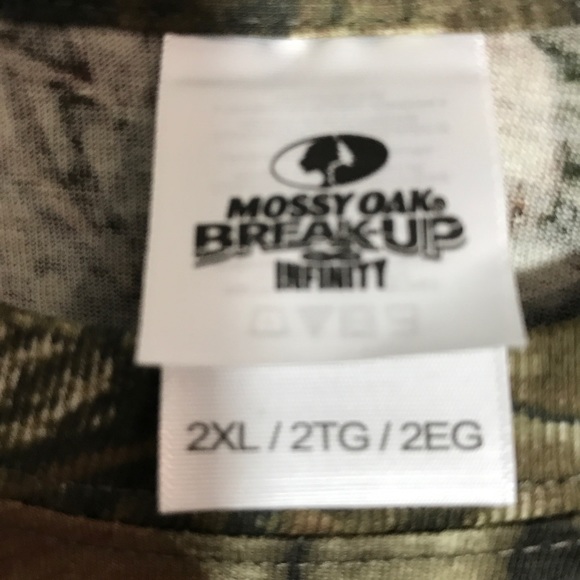 MOSSY OAK®
BREAK-UP
INFINITY
2XL / 2TG / 2EG